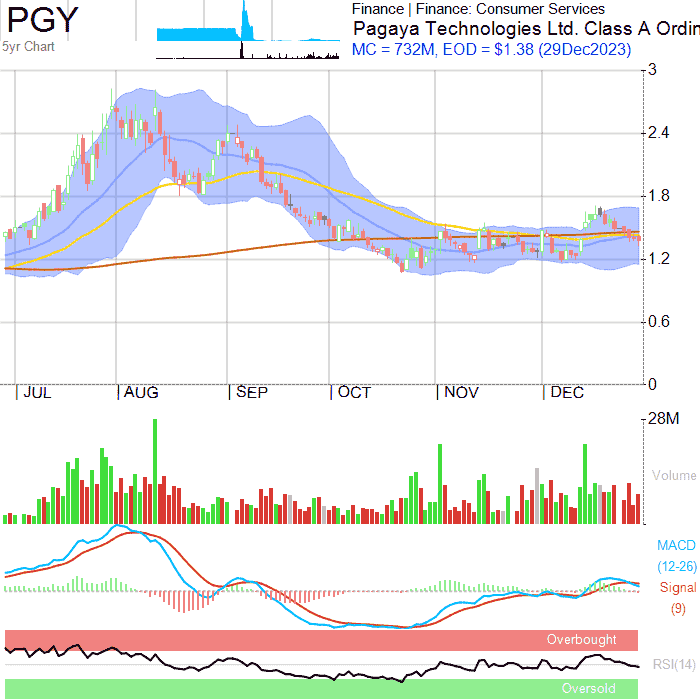 PGY
5yr Chart
Finance | Finance: Consumer Services
Pagaya Technologies Ltd. Class A Ordin
MC = 732M, EOD = $1.38 (29Dec2023)
3
2.4
1.8
1.2
0.6
0
JUL AUG SEP OCT NOV DEC
28M
Volume
MACD
(12-26)
Signal
(9)
Overbought
RSI(14)
Oversold